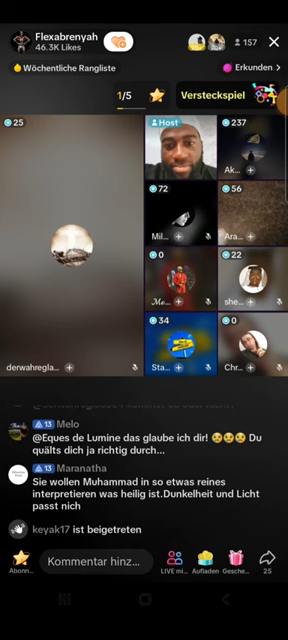 Flexabrenyah
46.3K Likes
157
Wöchentliche Rangliste
Erkunden
1/5
Versteckspiel
25
Host
237
Ak...
72
Mil...
56
Ara...
0
22
she...
34
Sta...
0
Chr...
derwahregla...
13 Melo
@Eques de Lumine das glaube ich dir! 😢😢😢 Du
quälts dich ja richtig durch...
13 Maranatha
Sie wollen Muhammad in so etwas reines
interpretieren was heilig ist.Dunkelheit und Licht
passt nich
keyak17 ist beigetreten
Kommentar hinz...
Abonn...
LIVE mi...
Aufladen
Gesche...
25